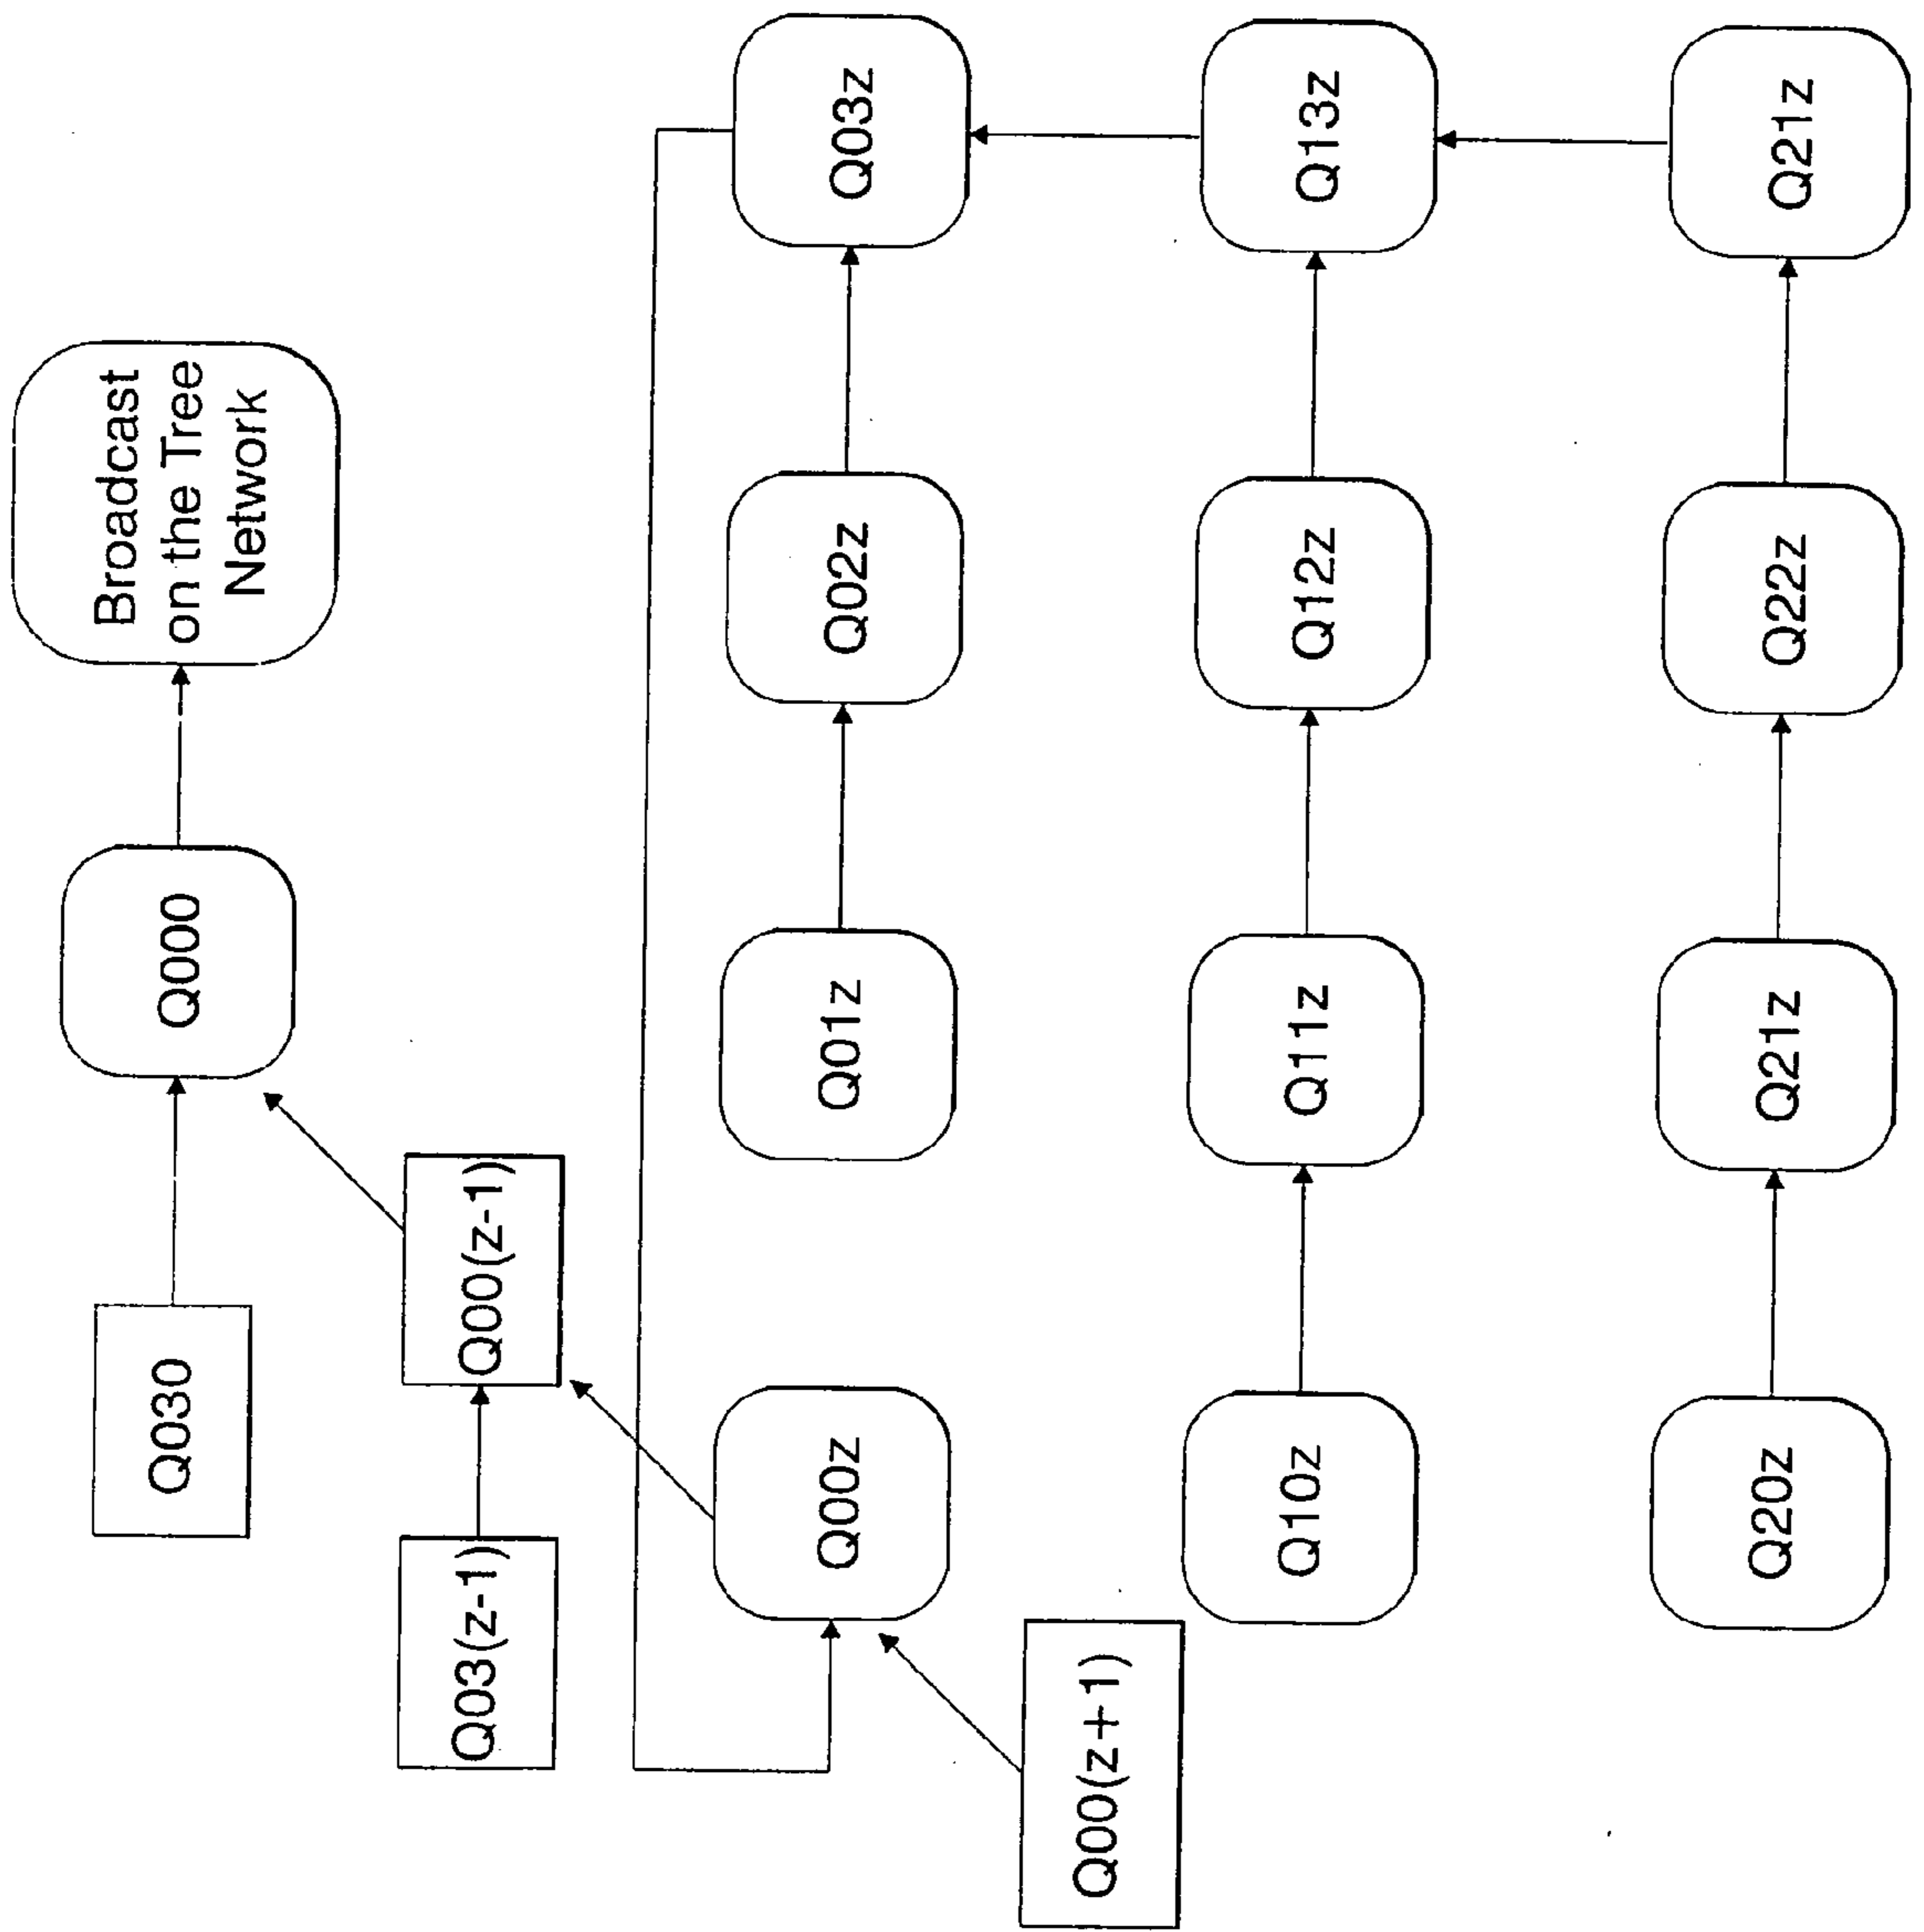 Q030
Q000
Broadcast
on the Tree
Network
Q03(z-1)
Q00(z-1)
Q00z
Q01z
Q02z
Q03z
Q00(z+1)
Q10z
Q11z
Q12z
Q13z
Q20z
Q21z
Q22z
Q21z